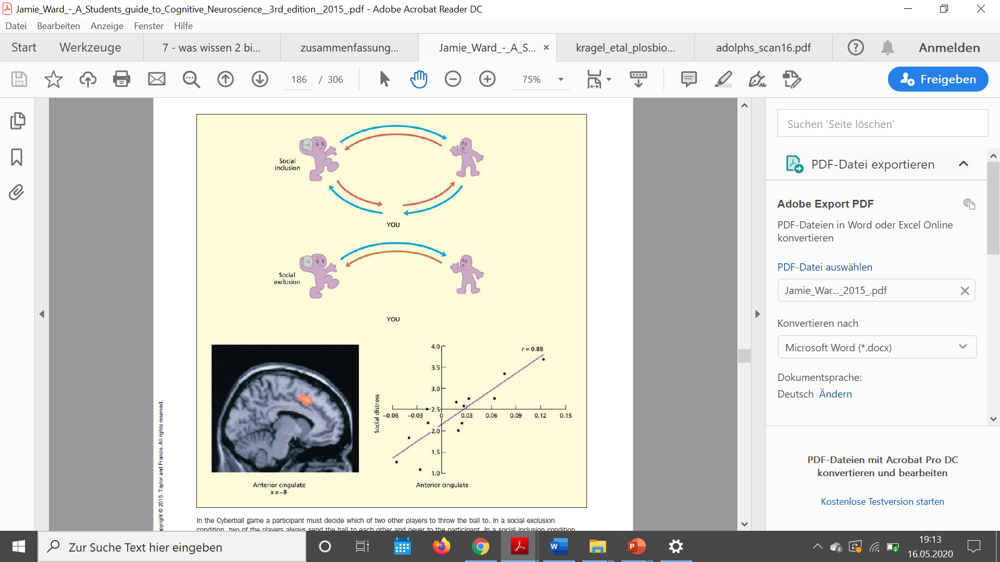 Jamie_Ward_-_A_Students_guide_to_Cognitive_Neuroscience__3rd_edition__2015_.pdf - Adobe Acrobat Reader DC
Datei Bearbeiten Anzeige Fenster Hilfe
Start Werkzeuge 7 - was wissen 2 bi... zusammenfassung... Jamie_Ward_-_A_S... kragel_etal_plosbio... adolphs_scan16.pdf Anmelden
186 / 306 75% Freigeben
Social
inclusion
YOU
Social
exclusion
YOU
Anterior cingulate
x = –8
r = 0.88
4.0
3.5
3.0
2.5
2.0
1.5
1.0
–0.06 –0.03 0 0.03 0.06 0.09 0.12 0.15
Social distress
Anterior cingulate
pyright © 2015. Taylor and Francis. All rights reserved.
In the Cyberball game a participant must decide which of two other players to throw the ball to. In a social exclusion
condition, two of the players always send the ball to each other and never to the participant. In a social inclusion condition
Suchen 'Seite löschen'
PDF-Datei exportieren
Adobe Export PDF
PDF-Dateien in Word oder Excel Online
konvertieren
PDF-Datei auswählen
Jamie_War..._2015_.pdf
Konvertieren nach
Microsoft Word (*.docx)
Dokumentsprache:
Deutsch Ändern
PDF-Dateien mit Acrobat Pro DC
konvertieren und bearbeiten
Kostenlose Testversion starten
Zur Suche Text hier eingeben
19:13
16.05.2020